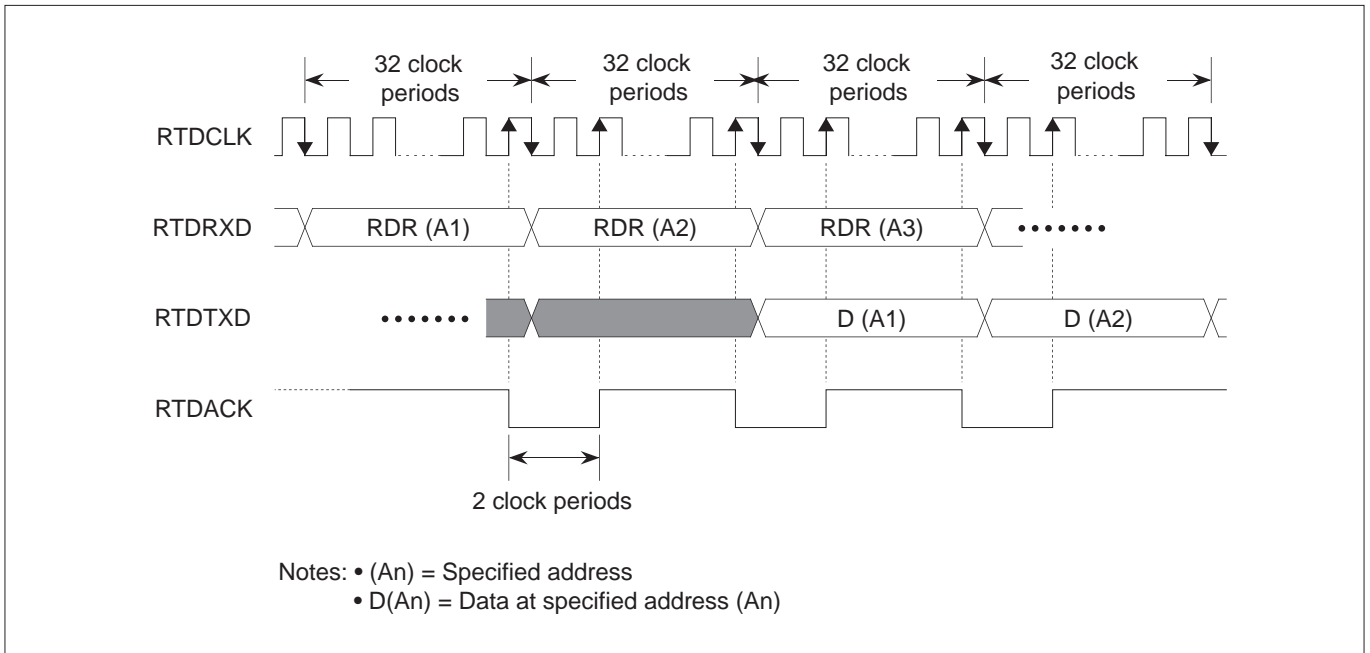 32 clock periods
32 clock periods
32 clock periods
32 clock periods
RTDCLK
RTDRXD
RDR (A1)
RDR (A2)
RDR (A3)
RTDTXD
D (A1)
D (A2)
RTDACK
2 clock periods
Notes: • (An) = Specified address
• D(An) = Data at specified address (An)